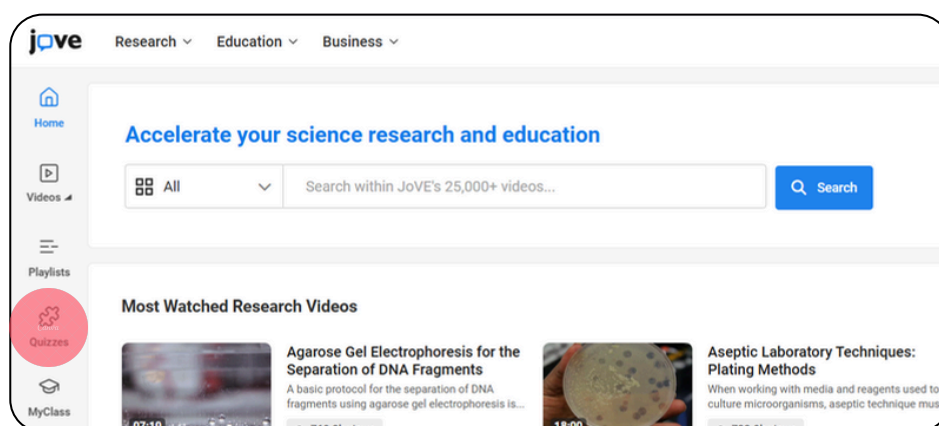 jove
Research
Education
Business
Home
Videos
Playlists
Quizzes
MyClass
Accelerate your science research and education
All
Search within JoVE's 25,000+ videos...
Search
Most Watched Research Videos
Agarose Gel Electrophoresis for the
Separation of DNA Fragments
A basic protocol for the separation of DNA
fragments using agarose gel electrophoresis is...
07:10
Aseptic Laboratory Techniques:
Plating Methods
When working with media and reagents used to
culture microorganisms, aseptic technique mus
18:00